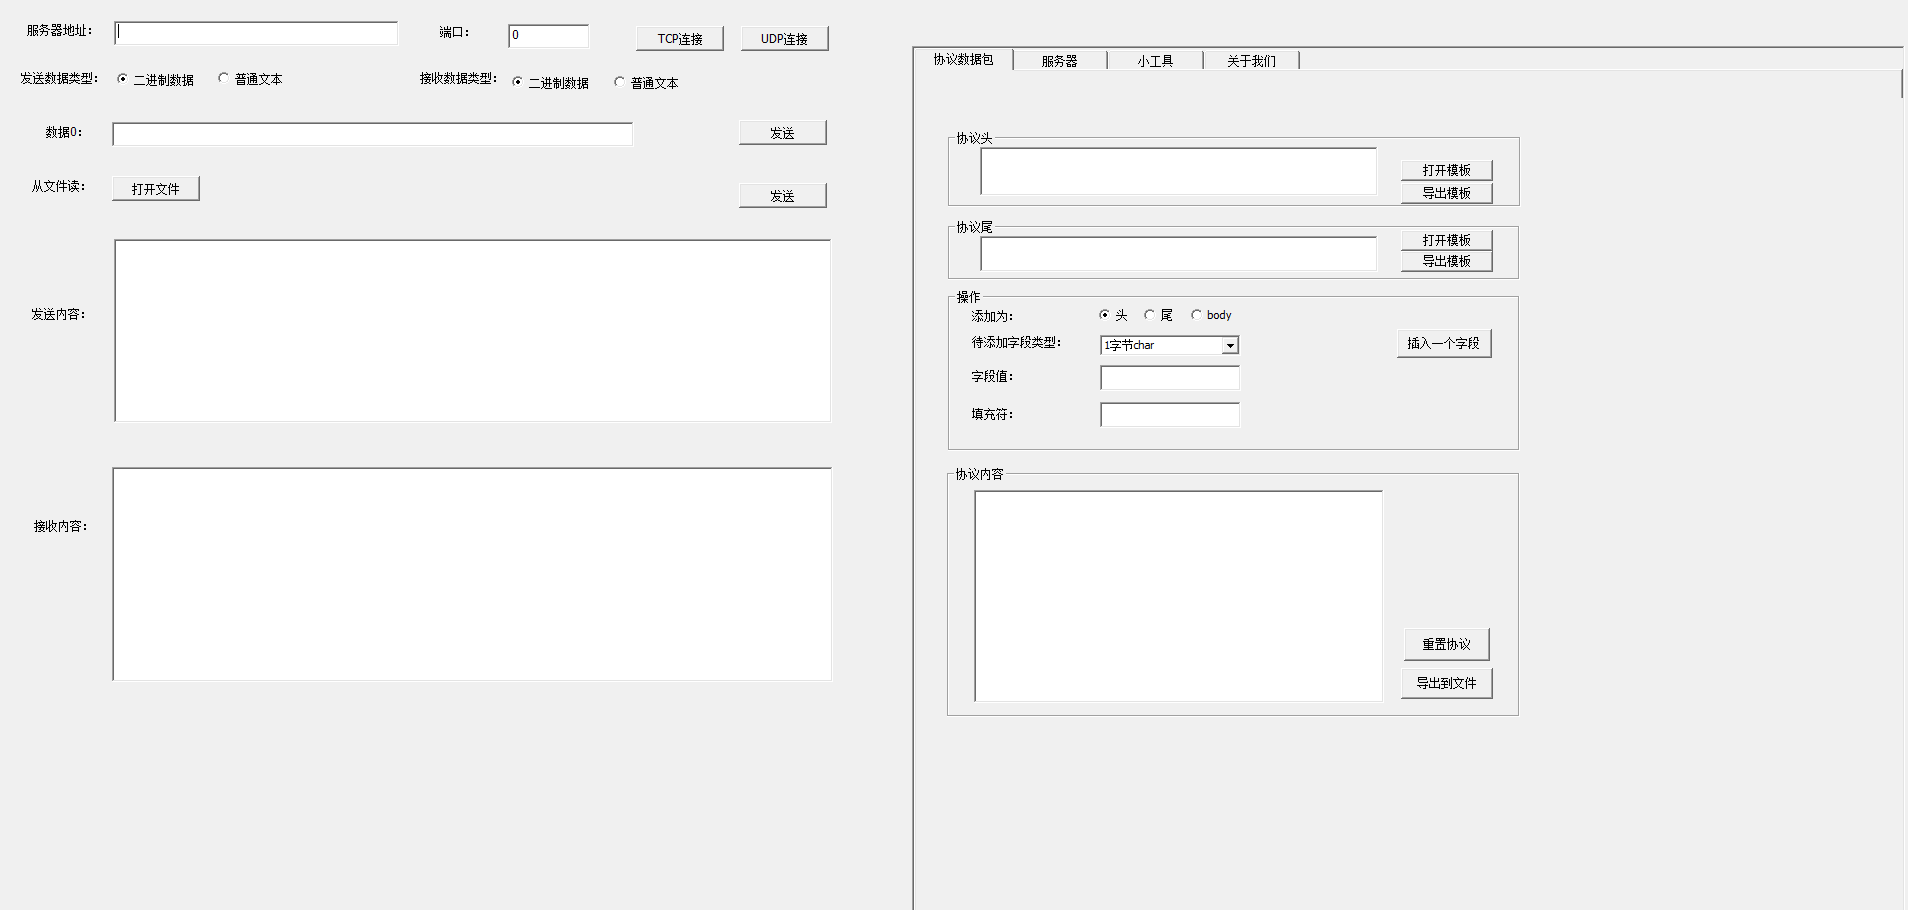 服务器地址：
端口：
0
TCP连接
UDP连接
发送数据类型：
二进制数据
普通文本
接收数据类型：
二进制数据
普通文本
数据0：
发送
从文件读：
打开文件
发送
发送内容：
接收内容：
协议数据包
服务器
小工具
关于我们
协议头
打开模板
导出模板
协议尾
打开模板
导出模板
操作
添加为：
头
尾
body
待添加字段类型：
1字节char
插入一个字段
字段值：
填充符：
协议内容
重置协议
导出到文件